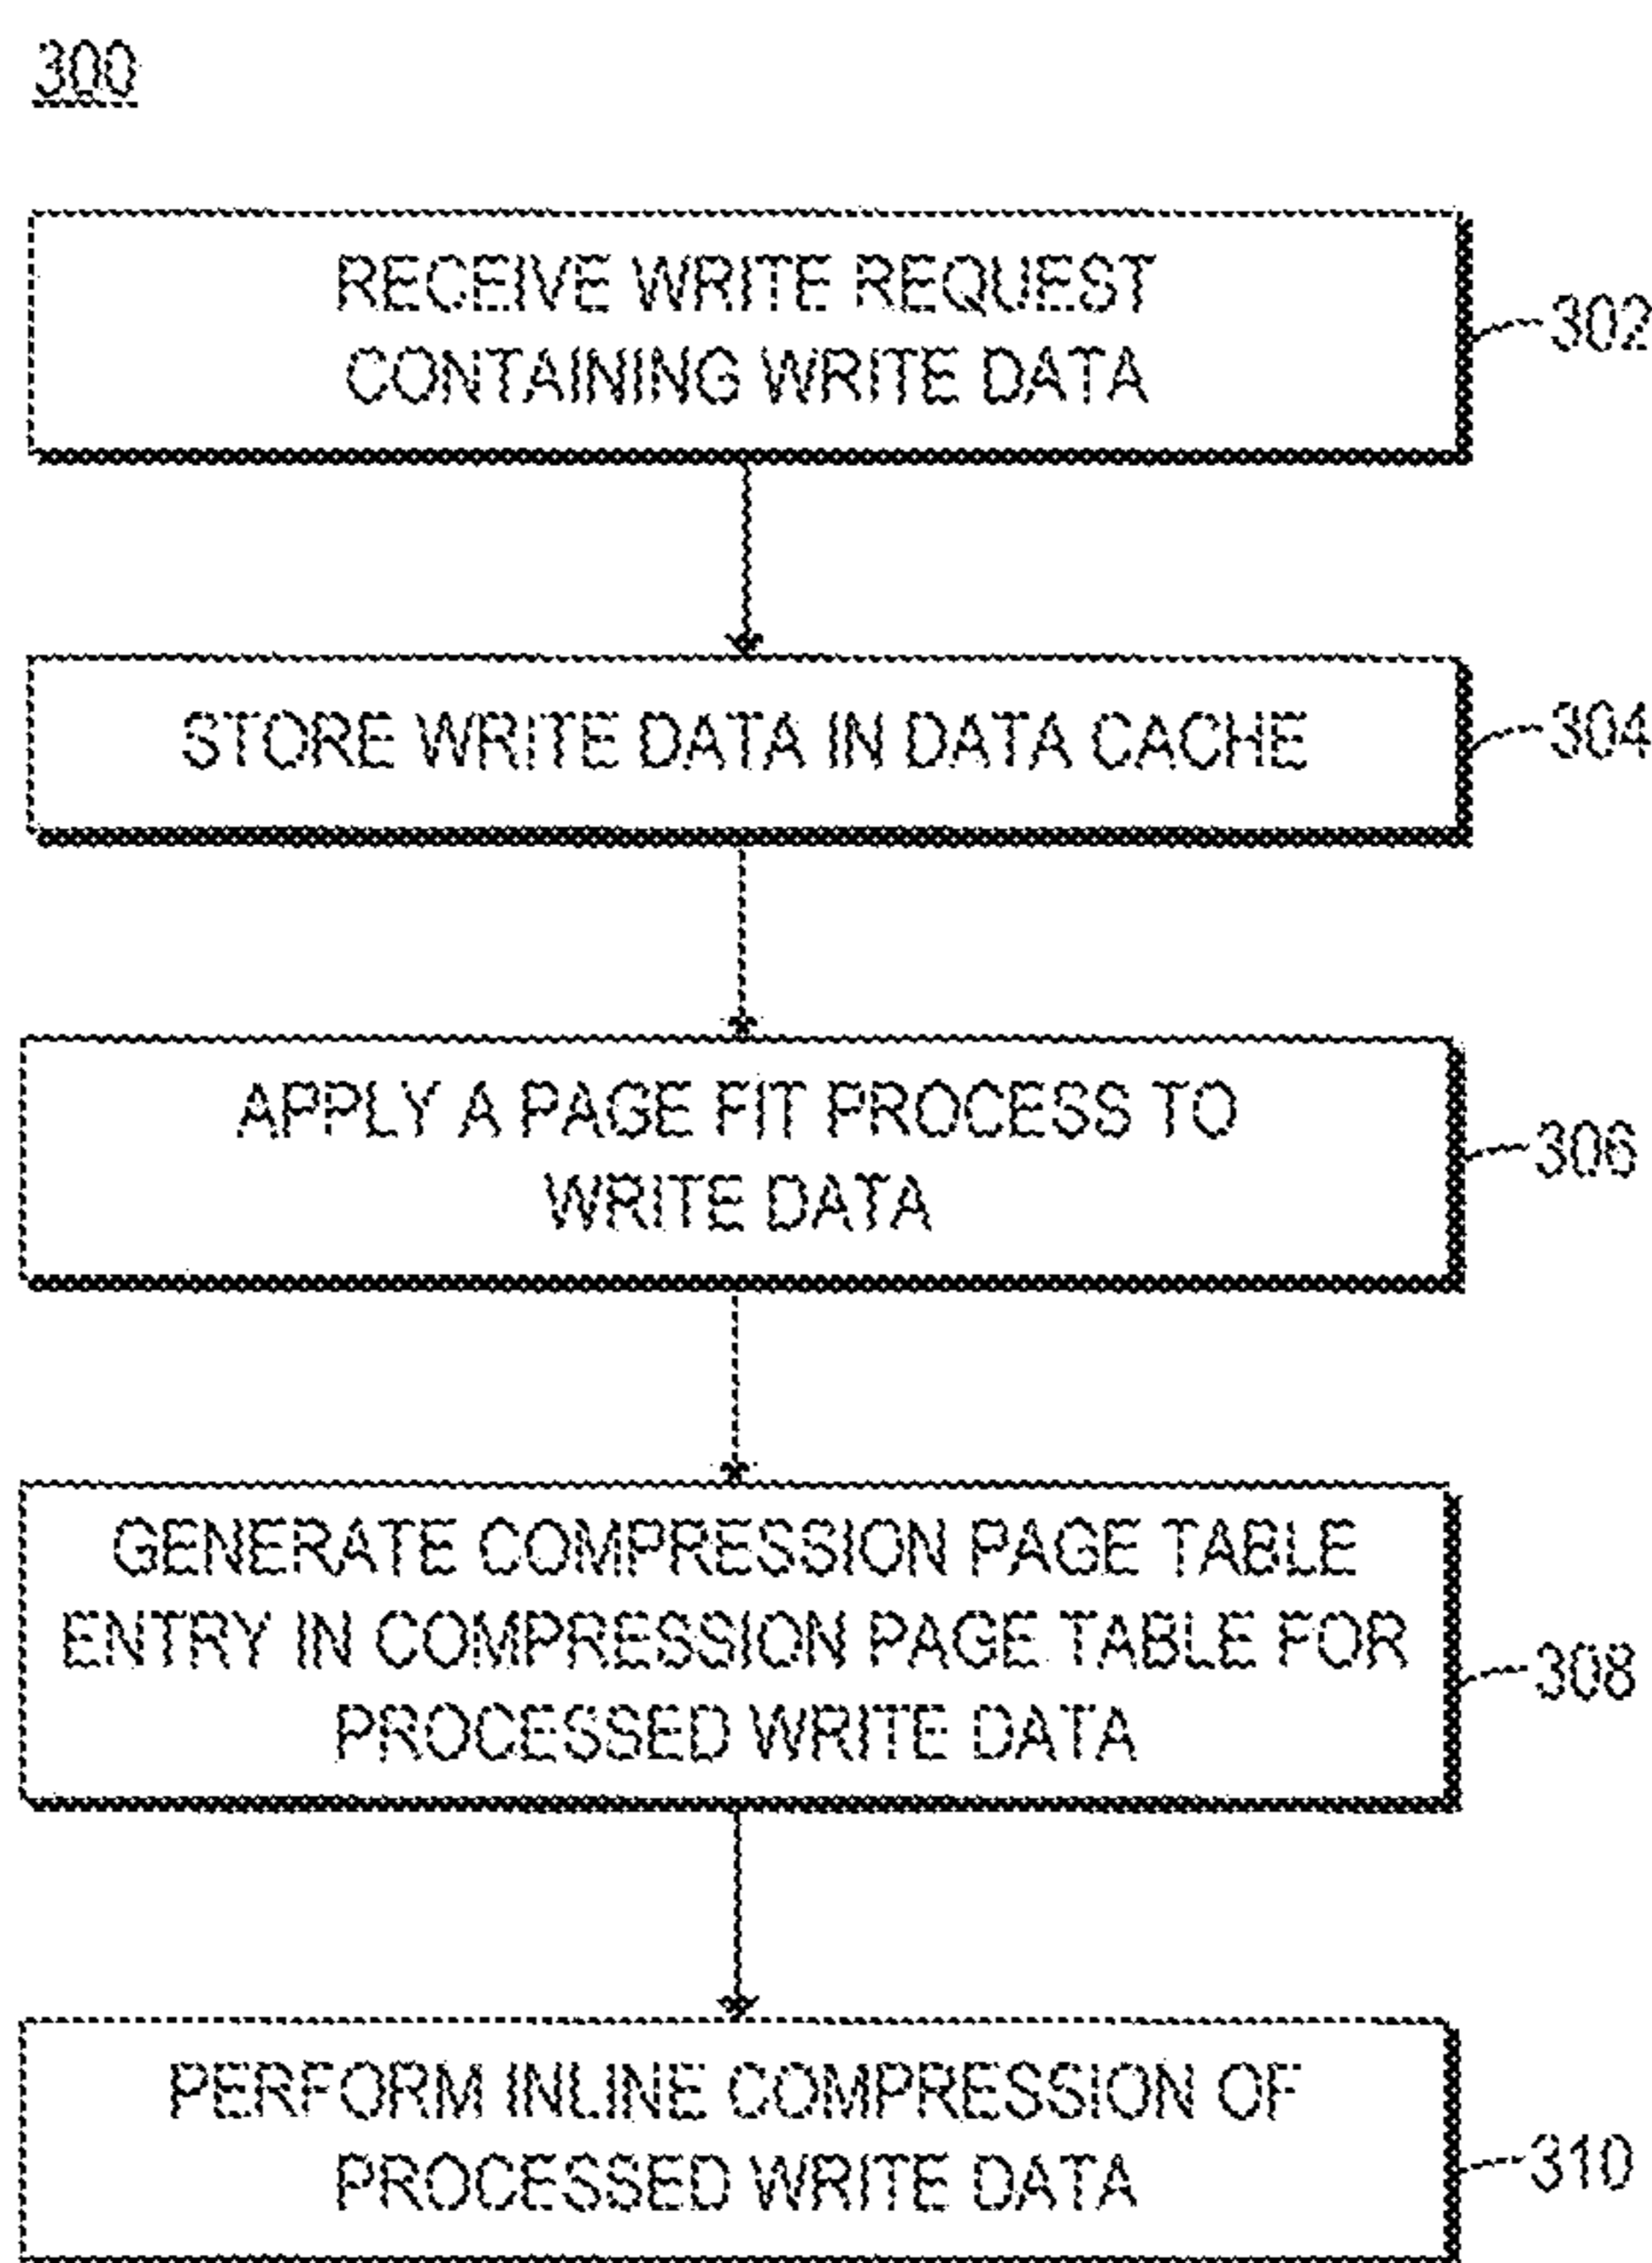 300
RECEIVE WRITE REQUEST
CONTAINING WRITE DATA
302
STORE WRITE DATA IN DATA CACHE
304
APPLY A PAGE FIT PROCESS TO
WRITE DATA
306
GENERATE COMPRESSION PAGE TABLE
ENTRY IN COMPRESSION PAGE TABLE FOR
PROCESSED WRITE DATA
308
PERFORM INLINE COMPRESSION OF
PROCESSED WRITE DATA
310